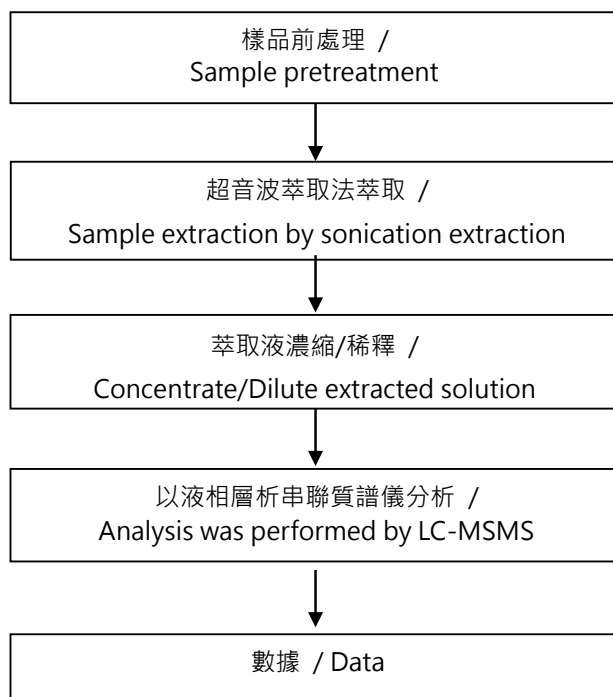 樣品前處理 /
Sample pretreatment
超音波萃取法萃取 /
Sample extraction by sonication extraction
萃取液濃縮/稀釋 /
Concentrate/Dilute extracted solution
以液相層析串聯質譜儀分析 /
Analysis was performed by LC-MSMS
數據 / Data